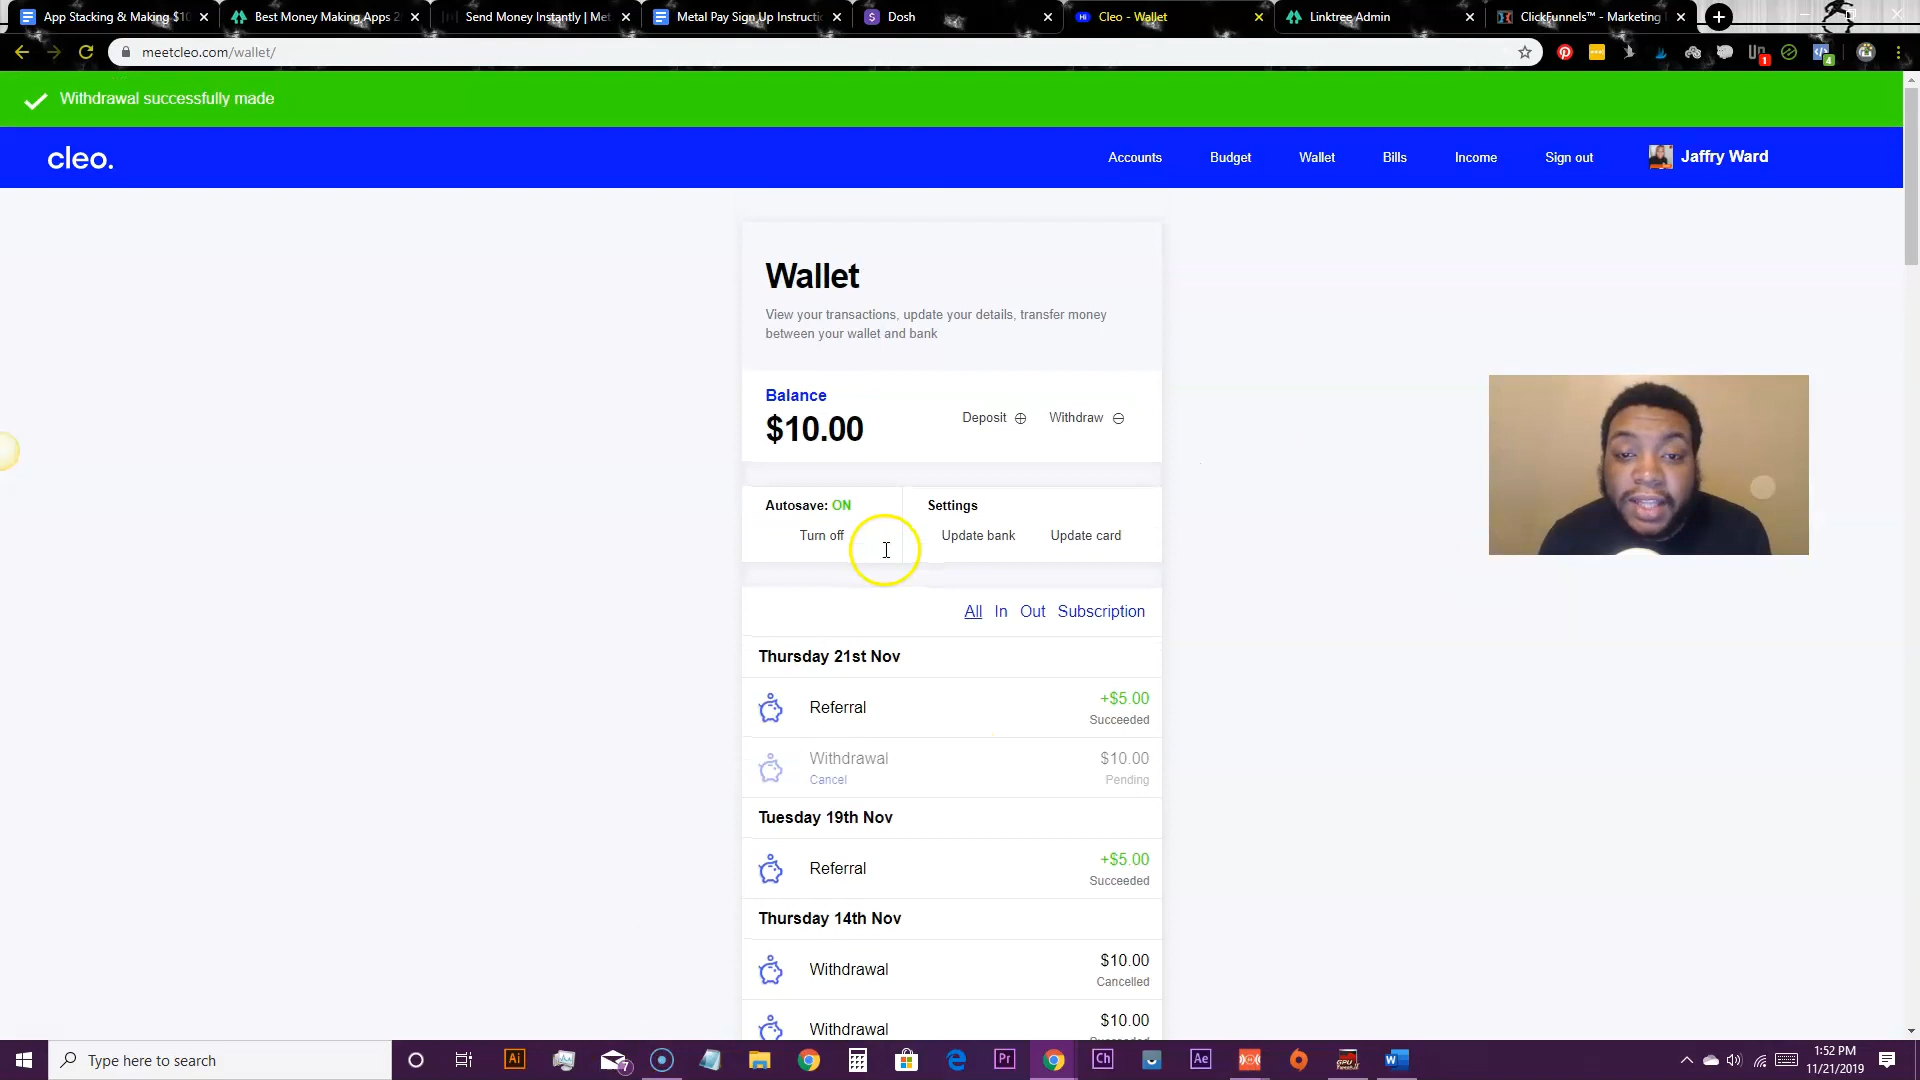 App Stacking & Making $10
Best Money Making Apps 2
Send Money Instantly | Met
Metal Pay Sign Up Instructi
Dosh
Cleo - Wallet
Linktree Admin
ClickFunnels™ - Marketing
meetcleo.com/wallet/
Withdrawal successfully made
cleo.
Accounts
Budget
Wallet
Bills
Income
Sign out
Jaffry Ward
Wallet
View your transactions, update your details, transfer money
between your wallet and bank
Balance
$10.00
Deposit
Withdraw
Autosave: ON
Turn off
Settings
Update bank
Update card
All In Out Subscription
Thursday 21st Nov
Referral
+$5.00
Succeeded
Withdrawal
Cancel
$10.00
Pending
Tuesday 19th Nov
Referral
+$5.00
Succeeded
Thursday 14th Nov
Withdrawal
$10.00
Cancelled
Withdrawal
$10.00
Type here to search
1:52 PM
11/21/2019